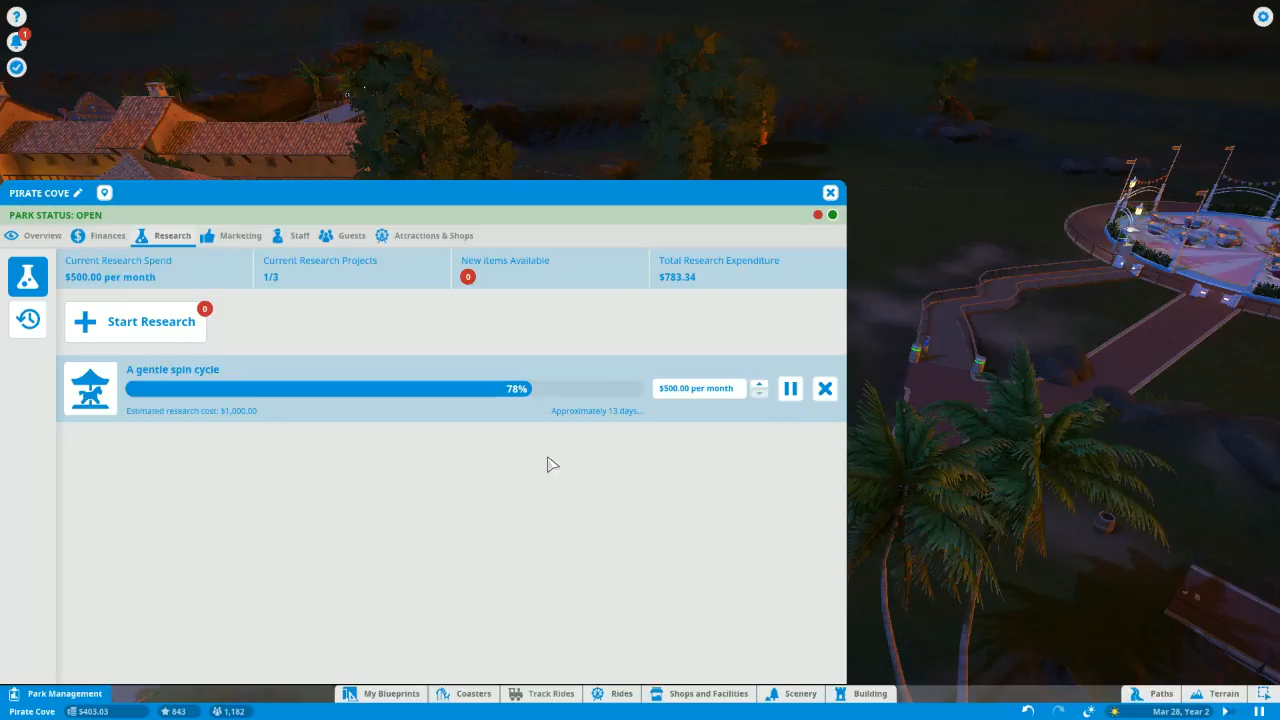 ?
1
PIRATE COVE
PARK STATUS: OPEN
Overview Finances Research Marketing Staff Guests Attractions & Shops
Current Research Spend Current Research Projects New items Available Total Research Expenditure
$500.00 per month 1/3 0 $783.34
Start Research 0
A gentle spin cycle
78% $500.00 per month
Estimated research cost: $1,000.00 Approximately 13 days...
Park Management My Blueprints Coasters Track Rides Rides Shops and Facilities Scenery Building Paths Terrain
Pirate Cove $403.03 843 1,182 Mar 28, Year 2